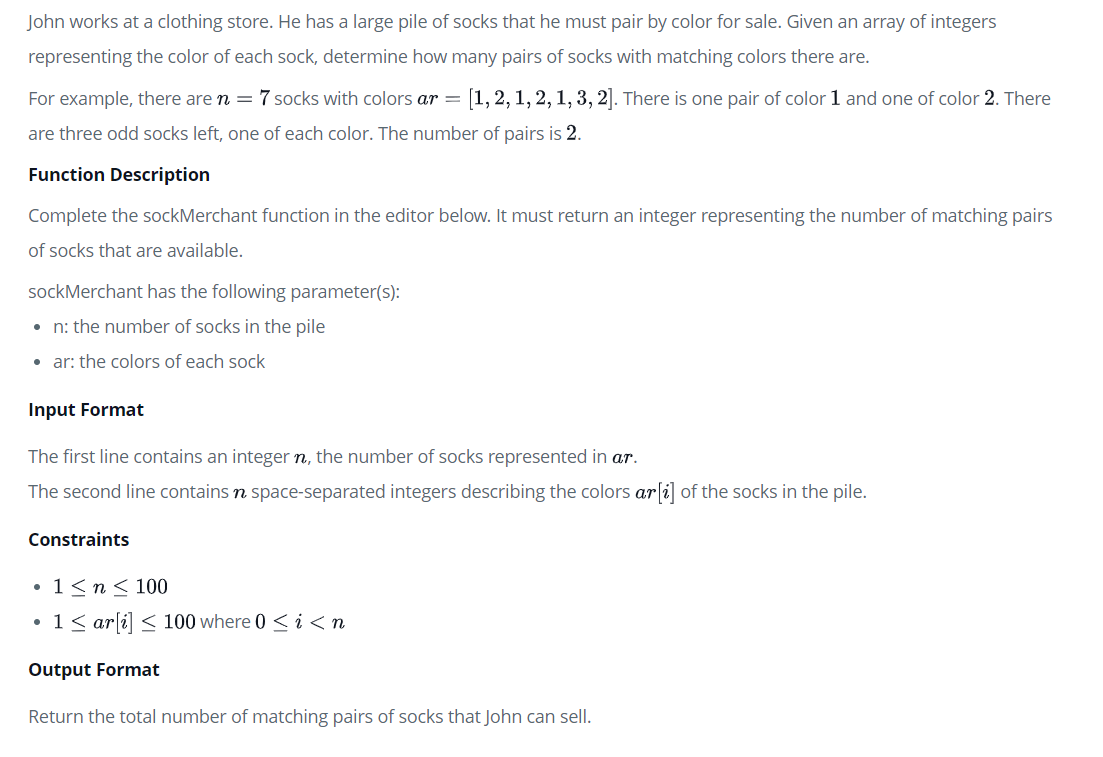 John works at a clothing store. He has a large pile of socks that he must pair by color for sale. Given an array of integers
representing the color of each sock, determine how many pairs of socks with matching colors there are.
For example, there are n = 7 socks with colors ar = [1, 2, 1, 2, 1, 3, 2]. There is one pair of color 1 and one of color 2. There
are three odd socks left, one of each color. The number of pairs is 2.
Function Description
Complete the sockMerchant function in the editor below. It must return an integer representing the number of matching pairs
of socks that are available.
sockMerchant has the following parameter(s):
• n: the number of socks in the pile
• ar: the colors of each sock
Input Format
The first line contains an integer n, the number of socks represented in ar.
The second line contains n space-separated integers describing the colors ar[i] of the socks in the pile.
Constraints
• 1 ≤ n ≤ 100
• 1 ≤ ar[i] ≤ 100 where 0 ≤ i < n
Output Format
Return the total number of matching pairs of socks that John can sell.